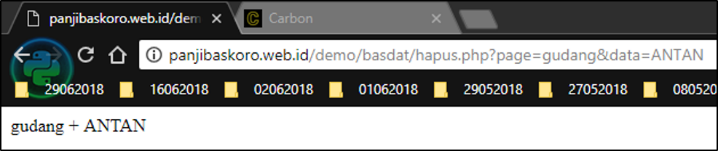 panjibaskoro.web.id/dem
Carbon
panjibaskoro.web.id/demo/basdat/hapus.php?page=gudang&data=ANTAN
29062018 16062018 02062018 01062018 29052018 27052018 080520
gudang + ANTAN